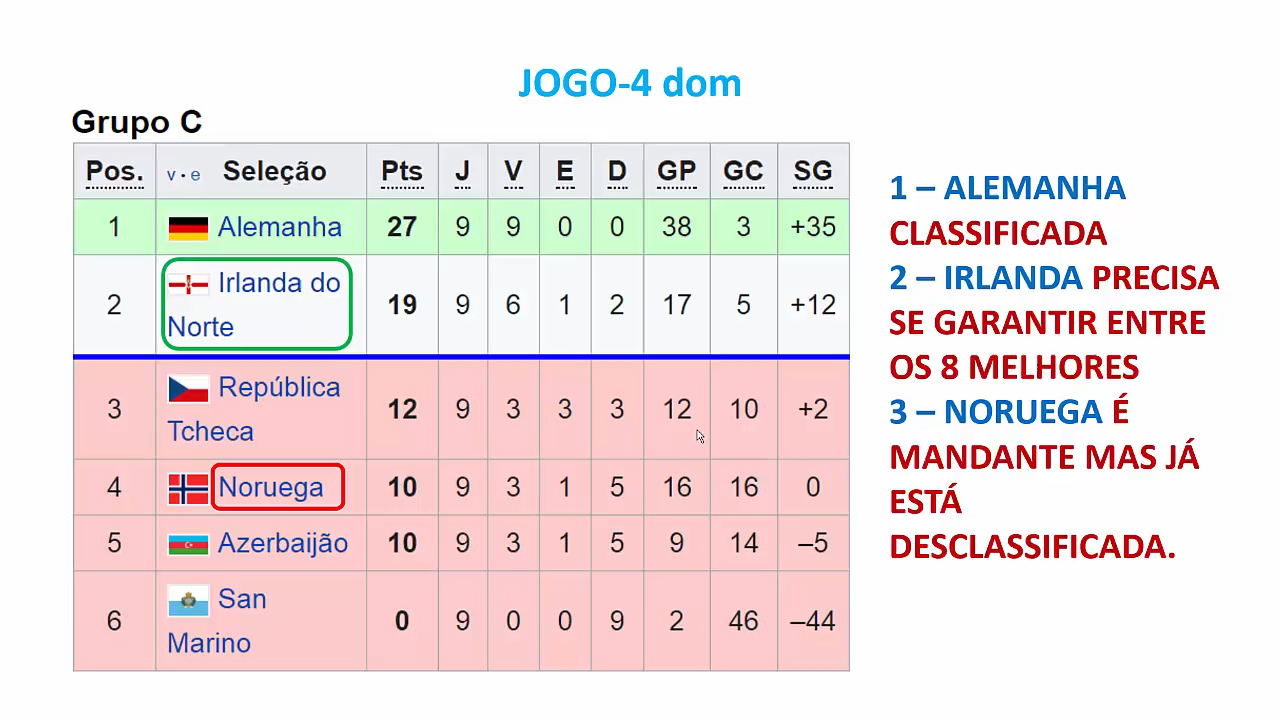 JOGO-4 dom
Grupo C
Pos. v • e Seleção Pts J V E D GP GC SG
1 Alemanha 27 9 9 0 0 38 3 +35
2 Irlanda do Norte 19 9 6 1 2 17 5 +12
3 República Tcheca 12 9 3 3 3 12 10 +2
4 Noruega 10 9 3 1 5 16 16 0
5 Azerbaijão 10 9 3 1 5 9 14 –5
6 San Marino 0 9 0 0 9 2 46 –44
1 – ALEMANHA
CLASSIFICADA
2 – IRLANDA PRECISA
SE GARANTIR ENTRE
OS 8 MELHORES
3 – NORUEGA É
MANDANTE MAS JÁ
ESTÁ
DESCLASSIFICADA.